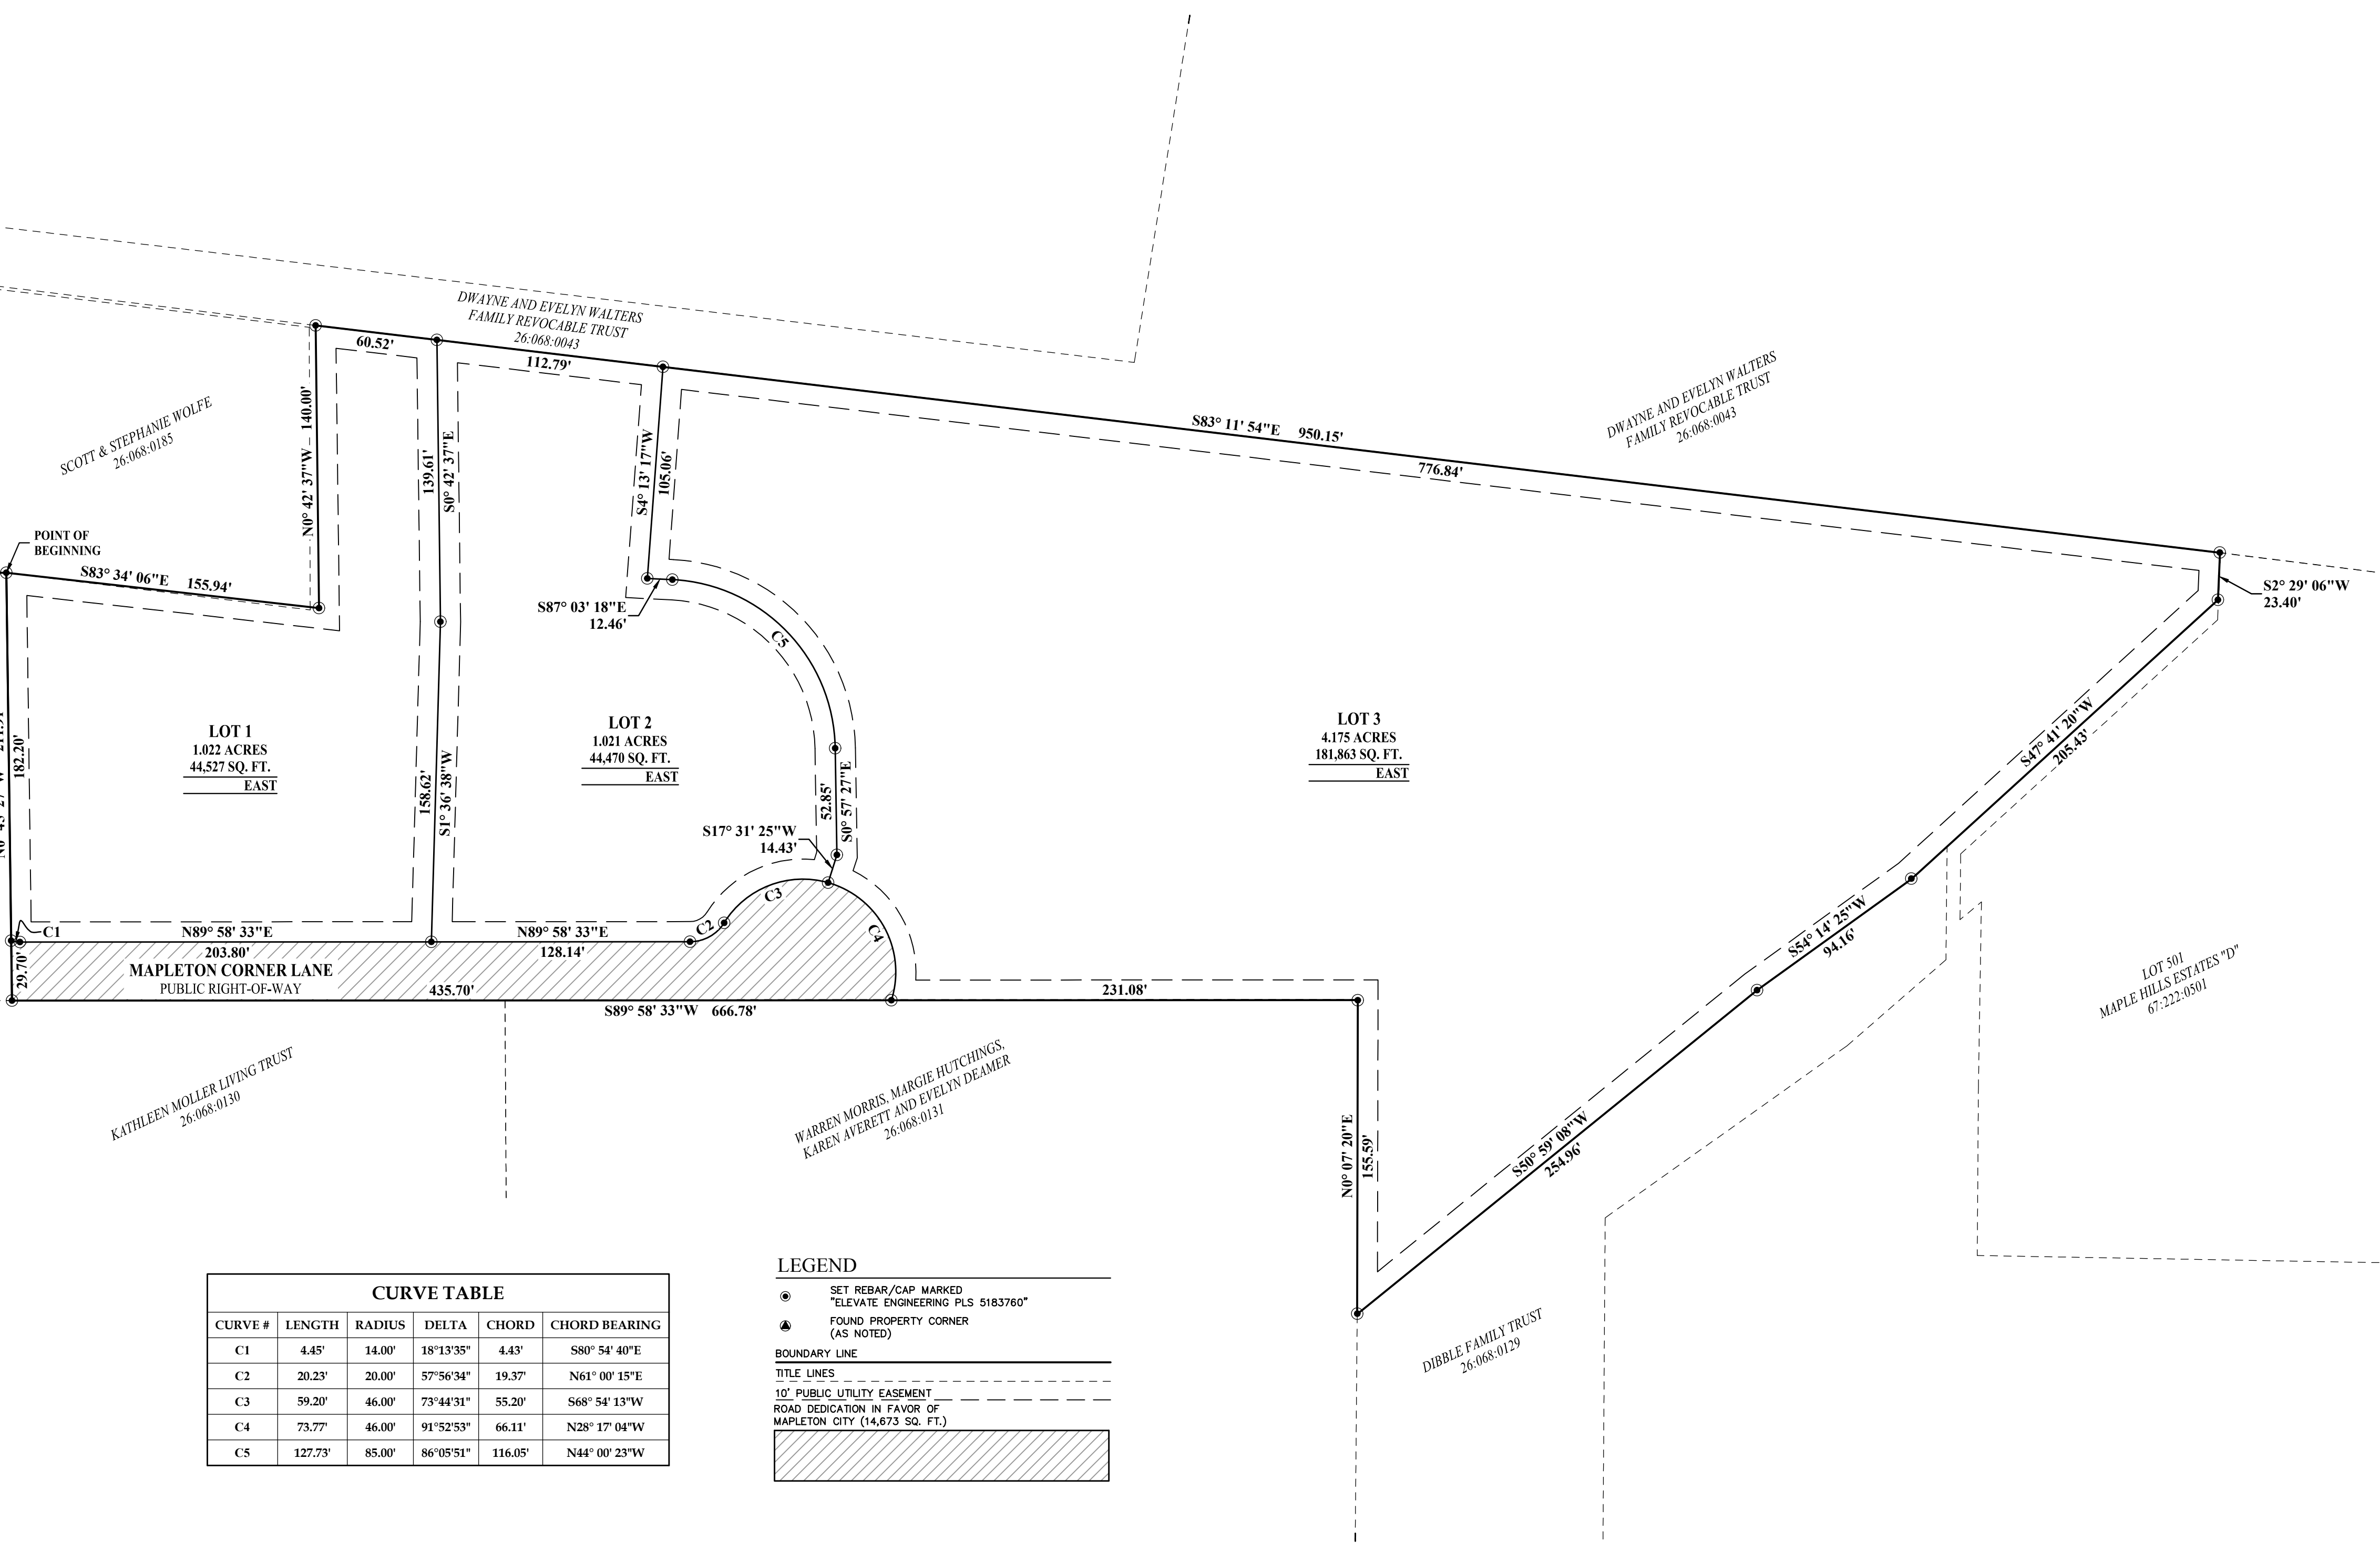 DWAYNE AND EVELYN WALTERS
FAMILY REVOCABLE TRUST
26:068:0043
60.52'
112.79'
S83° 11' 54"E 950.15'
776.84'
DWAYNE AND EVELYN WALTERS
FAMILY REVOCABLE TRUST
26:068:0043
SCOTT & STEPHANIE WOLFE
26:068:0185
N0° 42' 37"W 140.00'
139.61'
S0° 42' 37"E
S4° 13' 17"W
105.06'
POINT OF
BEGINNING
S83° 34' 06"E 155.94'
S87° 03' 18"E
12.46'
C5
S2° 29' 06"W
23.40'
182.20'
LOT 1
1.022 ACRES
44,527 SQ. FT.
EAST
158.62'
S1° 36' 38"W
LOT 2
1.021 ACRES
44,470 SQ. FT.
EAST
52.85'
S0° 57' 27"E
S17° 31' 25"W
14.43'
LOT 3
4.175 ACRES
181,863 SQ. FT.
EAST
S47° 41' 20"W
205.43'
C1
N89° 58' 33"E
203.80'
N89° 58' 33"E
128.14'
C2
C3
C4
29.70'
MAPLETON CORNER LANE
PUBLIC RIGHT-OF-WAY
435.70'
S89° 58' 33"W 666.78'
231.08'
S54° 14' 25"W
94.16'
LOT 501
MAPLE HILLS ESTATES "D"
67:222:0501
KATHLEEN MOLLER LIVING TRUST
26:068:0130
WARREN MORRIS, MARGIE HUTCHINGS,
KAREN AVERETT AND EVELYN DEAMER
26:068:0131
N0° 07' 20"E
155.59'
S50° 59' 08"W
254.96'
DIBBLE FAMILY TRUST
26:068:0129
CURVE TABLE
CURVE # LENGTH RADIUS DELTA CHORD CHORD BEARING
C1 4.45' 14.00' 18°13'35" 4.43' S80° 54' 40"E
C2 20.23' 20.00' 57°56'34" 19.37' N61° 00' 15"E
C3 59.20' 46.00' 73°44'31" 55.20' S68° 54' 13"W
C4 73.77' 46.00' 91°52'53" 66.11' N28° 17' 04"W
C5 127.73' 85.00' 86°05'51" 116.05' N44° 00' 23"W
LEGEND
SET REBAR/CAP MARKED
"ELEVATE ENGINEERING PLS 5183760"
FOUND PROPERTY CORNER
(AS NOTED)
BOUNDARY LINE
TITLE LINES
10' PUBLIC UTILITY EASEMENT
ROAD DEDICATION IN FAVOR OF
MAPLETON CITY (14,673 SQ. FT.)